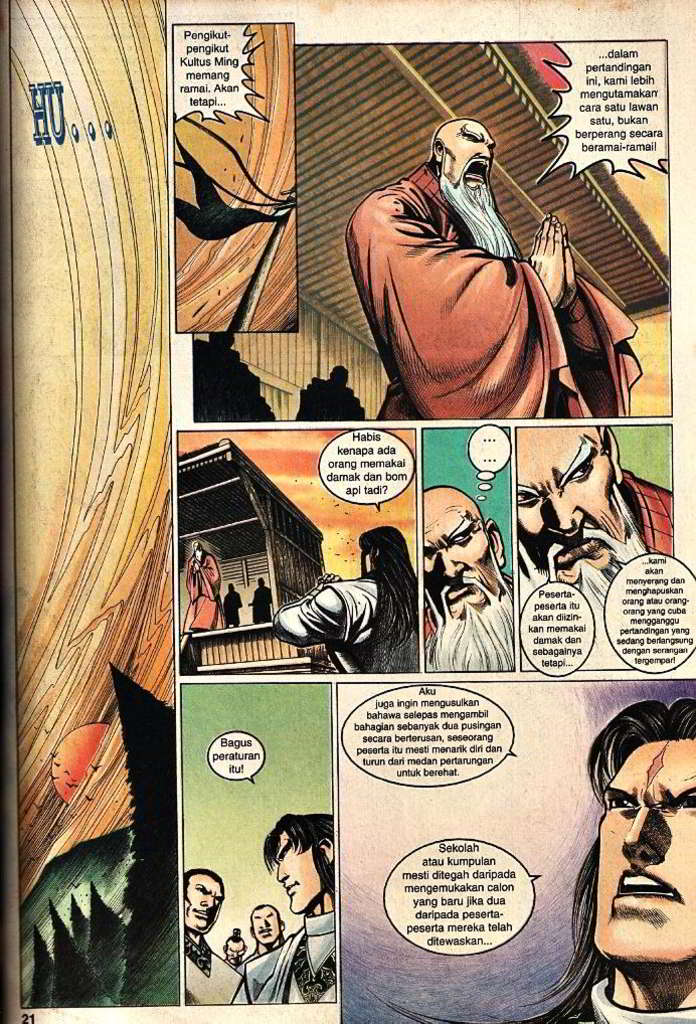 HU...
Pengikut-
pengikut
Kultus Ming
memang
ramai. Akan
tetapi...
...dalam
pertandingan
ini, kami lebih
mengutamakan
cara satu lawan
satu, bukan
berperang secara
beramai-ramai!
Habis
kenapa ada
orang memakai
damak dan bom
api tadi?
...
Peserta-
peserta itu
akan diizin-
kan memakai
damak dan
sebagainya
tetapi...
...kami
akan
menyerang dan
menghapuskan
orang atau orang-
orang yang cuba
mengganggu
pertandingan yang
sedang berlangsung
dengan serangan
tergempar!
Bagus
peraturan
itu!
Aku
juga ingin mengusulkan
bahawa selepas mengambil
bahagian sebanyak dua pusingan
secara berterusan, seseorang
peserta itu mesti menarik diri dan
turun dari medan pertarungan
untuk berehat.
Sekolah
atau kumpulan
mesti ditegah daripada
mengemukakan calon
yang baru jika dua
daripada peserta-
peserta mereka telah
ditewaskan...
21